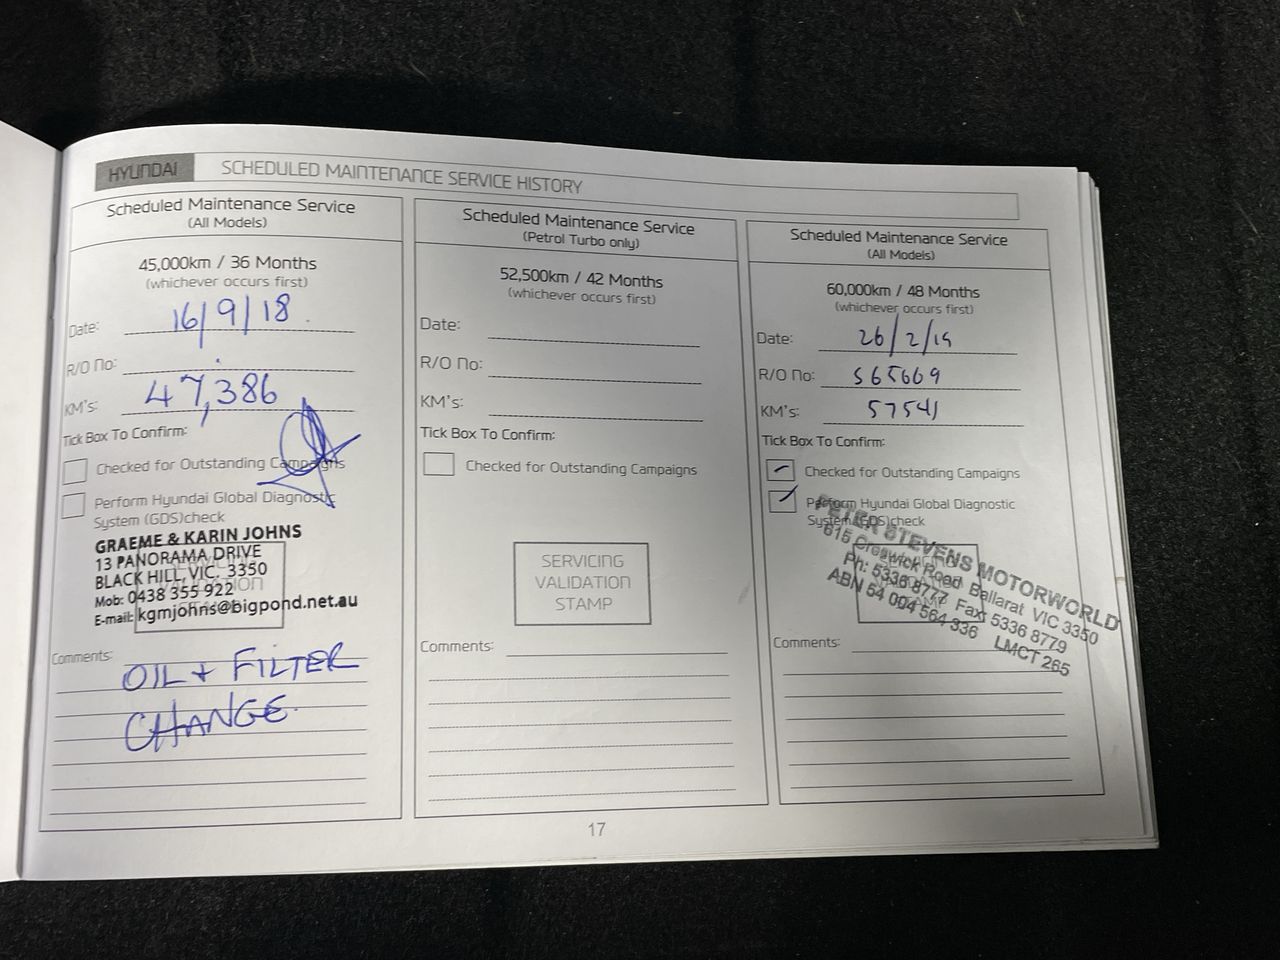 HYUNDAI
SCHEDULED MAINTENANCE SERVICE HISTORY
Scheduled Maintenance Service
(All Models)
45,000km / 36 Months
(whichever occurs first)
Date: 16/9/18
R/O No:
KM's: 47,386
Tick Box To Confirm:
Checked for Outstanding Campaigns
Perform Hyundai Global Diagnostic
System (GDS)check
GRAEME & KARIN JOHNS
13 PANORAMA DRIVE
BLACK HILL, VIC. 3350
Mob: 0438 355 922
E-mail: kgmjohns@bigpond.net.au
Comments: OIL + FILTER
CHANGE
Scheduled Maintenance Service
(Petrol Turbo only)
52,500km / 42 Months
(whichever occurs first)
Date:
R/O No:
KM's:
Tick Box To Confirm:
Checked for Outstanding Campaigns
SERVICING
VALIDATION
STAMP
Comments:
Scheduled Maintenance Service
(All Models)
60,000km / 48 Months
(whichever occurs first)
Date: 26/2/19
R/O No: 565669
KM's: 57541
Tick Box To Confirm:
Checked for Outstanding Campaigns
Perform Hyundai Global Diagnostic
System (GDS)check
PETER STEVENS MOTORWORLD
615 Creswick Road Ballarat VIC 3350
Ph: 5336 8777 Fax: 5336 8779
ABN 54 004 564 336 LMCT 265
Comments:
17